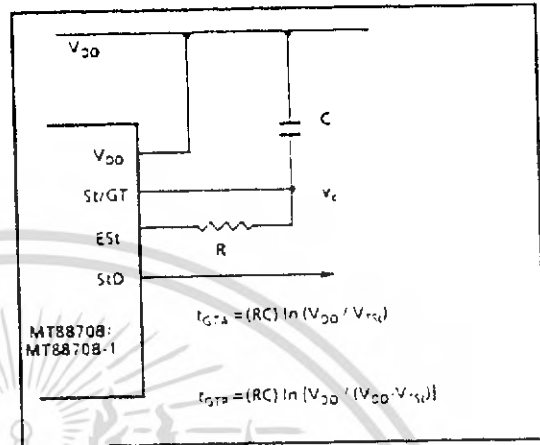 VDD
C
VDD
St/GT
Vc
ESt
R
StD
MT8870B/
MT8870B-1
tGTA = (RC) ln (VDD / VTSt)
tGTP = (RC) ln [VDD / (VDD-VTSt)]